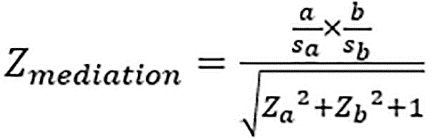 Z_mediation = (a/s_a × b/s_b) / √(Z_a² + Z_b² + 1)